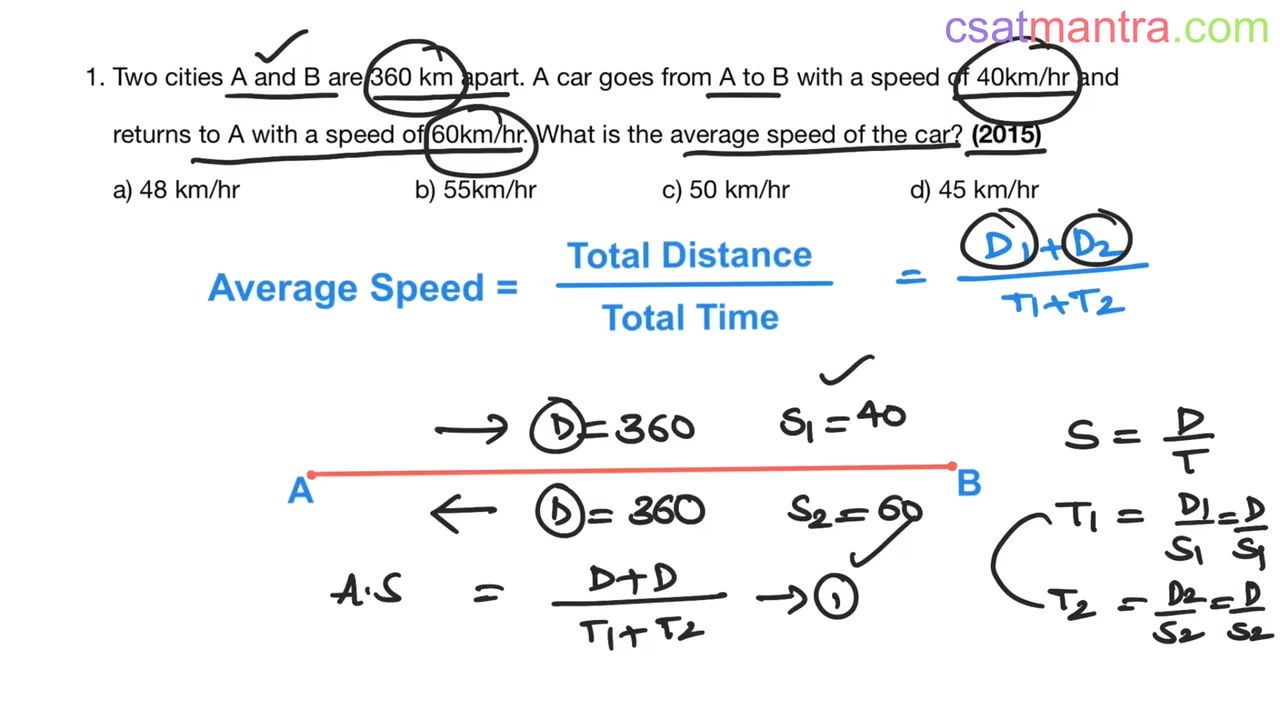 csatmantra.com
1. Two cities A and B are 360 km apart. A car goes from A to B with a speed of 40km/hr and
returns to A with a speed of 60km/hr. What is the average speed of the car? (2015)
a) 48 km/hr b) 55km/hr c) 50 km/hr d) 45 km/hr
Average Speed = Total Distance / Total Time = D1+D2 / T1+T2
→ D=360 S1=40
S = D/T
A B
← D=360 S2=60
T1 = D1/S1 = D/S1
A.S = D+D / T1+T2 → 1
T2 = D2/S2 = D/S2